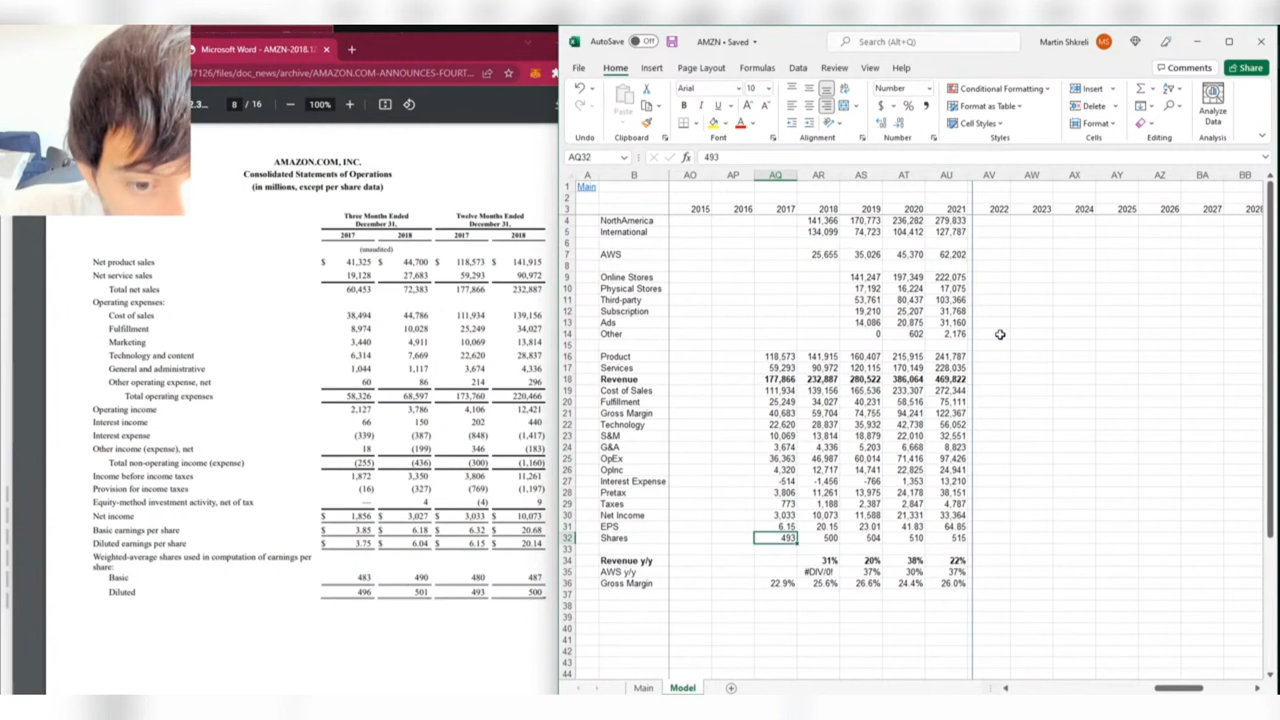 Microsoft Word - AMZN-2018.1
37126/files/doc_news/archive/AMAZON.COM-ANNOUNCES-FOURT...
2.3... 8 / 16 100%
AMAZON.COM, INC.
Consolidated Statements of Operations
(in millions, except per share data)
Three Months Ended December 31, Twelve Months Ended December 31,
2017 2018 2017 2018
(unaudited)
Net product sales $ 41,325 $ 44,700 $ 118,573 $ 141,915
Net service sales 19,128 27,683 59,293 90,972
Total net sales 60,453 72,383 177,866 232,887
Operating expenses:
Cost of sales 38,494 44,786 111,934 139,156
Fulfillment 8,974 10,028 25,249 34,027
Marketing 3,440 4,911 10,069 13,814
Technology and content 6,314 7,669 22,620 28,837
General and administrative 1,044 1,117 3,674 4,336
Other operating expense, net 60 86 214 296
Total operating expenses 58,326 68,597 173,760 220,466
Operating income 2,127 3,786 4,106 12,421
Interest income 66 150 202 440
Interest expense (339) (387) (848) (1,417)
Other income (expense), net 18 (199) 346 (183)
Total non-operating income (expense) (255) (436) (300) (1,160)
Income before income taxes 1,872 3,350 3,806 11,261
Provision for income taxes (16) (327) (769) (1,197)
Equity-method investment activity, net of tax — 4 (4) 9
Net income $ 1,856 $ 3,027 $ 3,033 $ 10,073
Basic earnings per share $ 3.85 $ 6.18 $ 6.32 $ 20.68
Diluted earnings per share $ 3.75 $ 6.04 $ 6.15 $ 20.14
Weighted-average shares used in computation of earnings per
share:
Basic 483 490 480 487
Diluted 496 501 493 500
AutoSave Off AMZN • Saved Search (Alt+Q) Martin Shkreli MS
File Home Insert Page Layout Formulas Data Review View Help Comments Share
Arial 10 Number Conditional Formatting Insert
B I U $ % Format as Table Delete Analyze
Cell Styles Format Data
Undo Clipboard Font Alignment Number Styles Cells Editing Analysis
AQ32 fx 493
A B AO AP AQ AR AS AT AU AV AW AX AY AZ BA BB
1 Main
2
3 2015 2016 2017 2018 2019 2020 2021 2022 2023 2024 2025 2026 2027 2028
4 NorthAmerica 141,366 170,773 236,282 279,833
5 International 134,099 74,723 104,412 127,787
6
7 AWS 25,655 35,026 45,370 62,202
8
9 Online Stores 141,247 197,349 222,075
10 Physical Stores 17,192 16,224 17,075
11 Third-party 53,761 80,437 103,366
12 Subscription 19,210 25,207 31,768
13 Ads 14,086 20,875 31,160
14 Other 0 602 2,176
15
16 Product 118,573 141,915 160,407 215,915 241,787
17 Services 59,293 90,972 120,115 170,149 228,035
18 Revenue 177,866 232,887 280,522 386,064 469,822
19 Cost of Sales 111,934 139,156 165,536 233,307 272,344
20 Fulfillment 25,249 34,027 40,231 58,516 75,111
21 Gross Margin 40,683 59,704 74,755 94,241 122,367
22 Technology 22,620 28,837 35,932 42,738 56,052
23 S&M 10,069 13,814 18,879 22,010 32,551
24 G&A 3,674 4,336 5,203 6,668 8,823
25 OpEx 36,363 46,987 60,014 71,416 97,426
26 OpInc 4,320 12,717 14,741 22,825 24,941
27 Interest Expense -514 -1,456 -766 1,353 13,210
28 Pretax 3,806 11,261 13,975 24,178 38,151
29 Taxes 773 1,188 2,387 2,847 4,787
30 Net Income 3,033 10,073 11,588 21,331 33,364
31 EPS 6.15 20.15 23.01 41.83 64.85
32 Shares 493 500 504 510 515
33
34 Revenue y/y 31% 20% 38% 22%
35 AWS y/y #DIV/0! 37% 30% 37%
36 Gross Margin 22.9% 25.6% 26.6% 24.4% 26.0%
37
38
39
40
41
42
43
44
Main Model